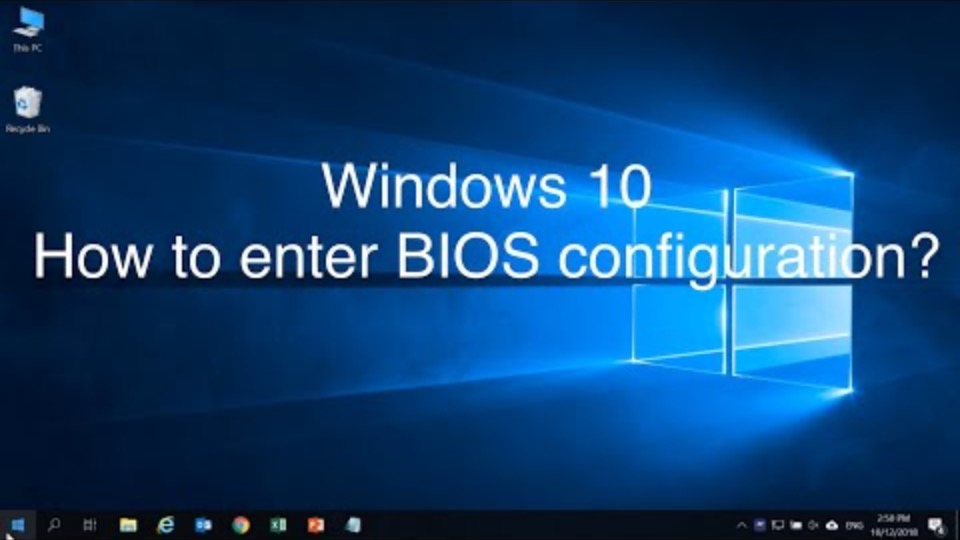 This PC
Recycle Bin
Windows 10
How to enter BIOS configuration?
ENG
2:58 PM
18/12/2018